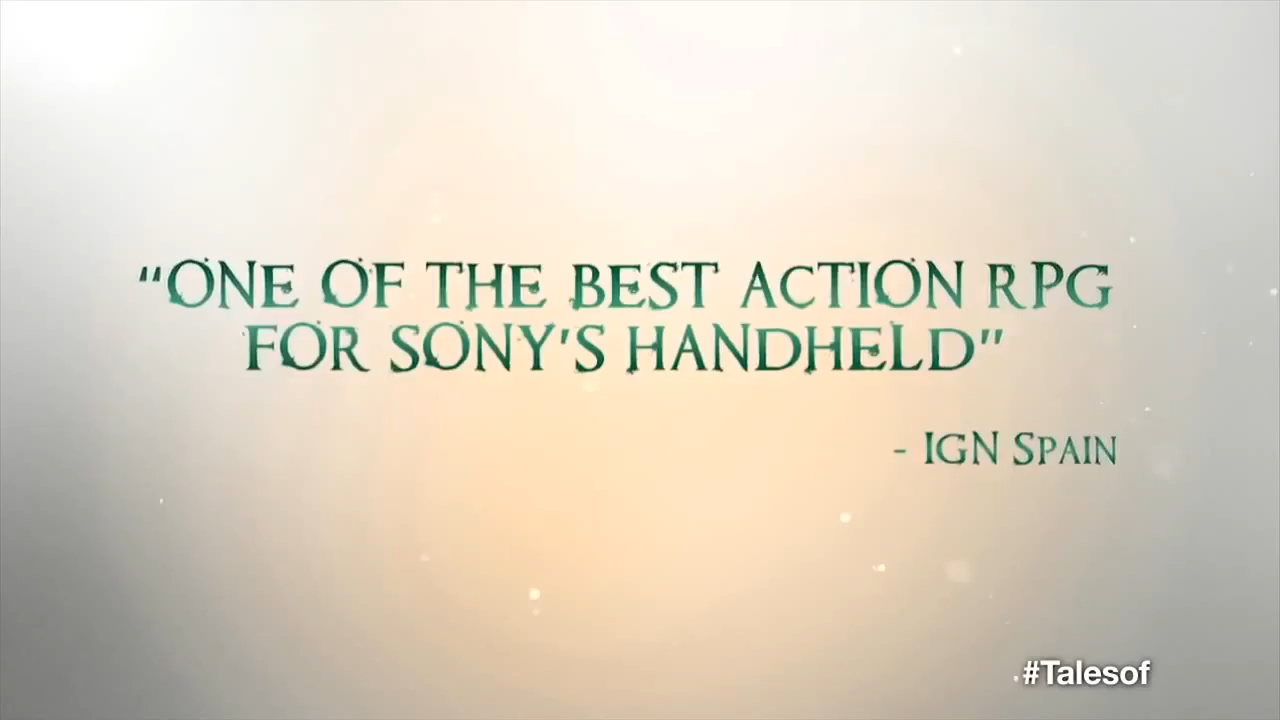 “ONE OF THE BEST ACTION RPG
FOR SONY'S HANDHELD”
- IGN SPAIN
#Talesof